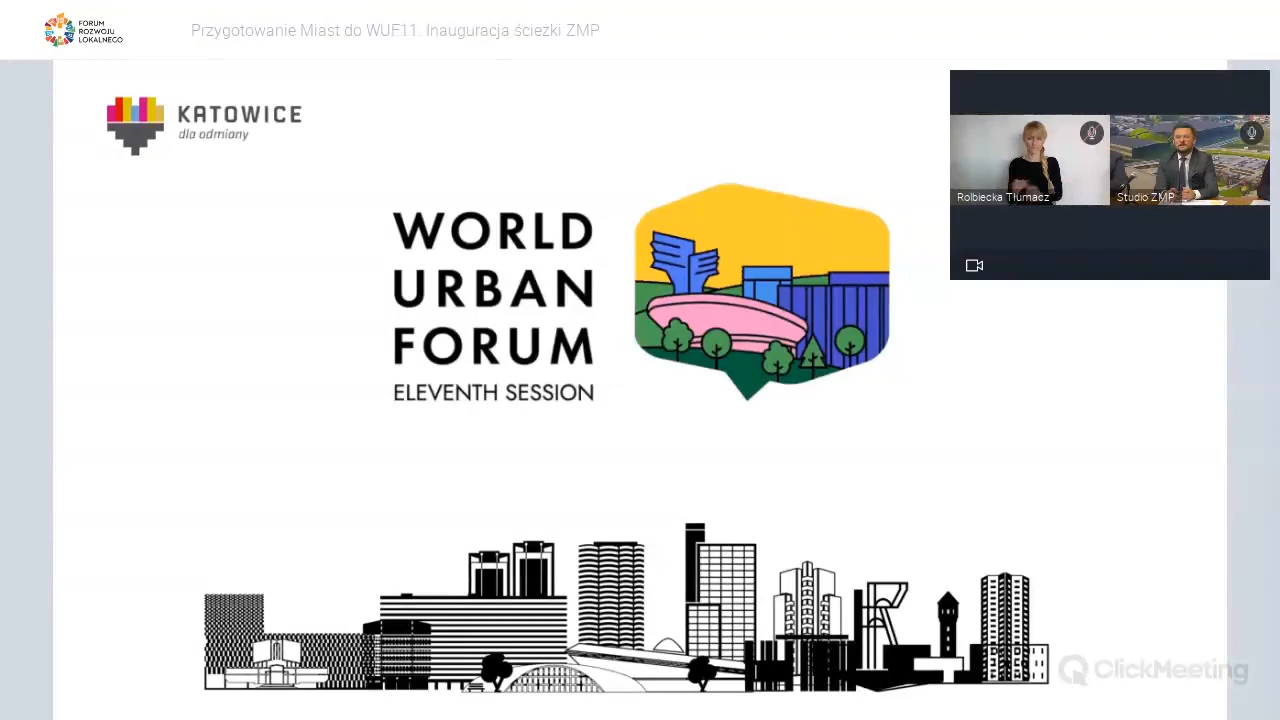 FORUM
ROZWOJU
LOKALNEGO
Przygotowanie Miast do WUF11. Inauguracja ścieżki ZMP
KATOWICE
dla odmiany
WORLD
URBAN
FORUM
ELEVENTH SESSION
Rolbiecka Tłumacz
Studio ZMP
ClickMeeting